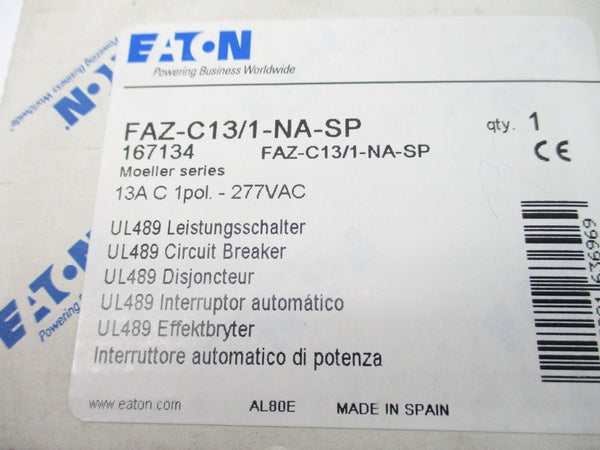 EATON
Powering Business Worldwide
FAZ-C13/1-NA-SP
qty. 1
167134 FAZ-C13/1-NA-SP
CE
Moeller series
13A C 1pol. - 277VAC
UL489 Leistungsschalter
UL489 Circuit Breaker
UL489 Disjoncteur
UL489 Interruptor automático
UL489 Effektbryter
Interruttore automatico di potenza
www.eaton.com AL80E MADE IN SPAIN
636969
Powering Business Worldwide
EATON
EATON
Powering